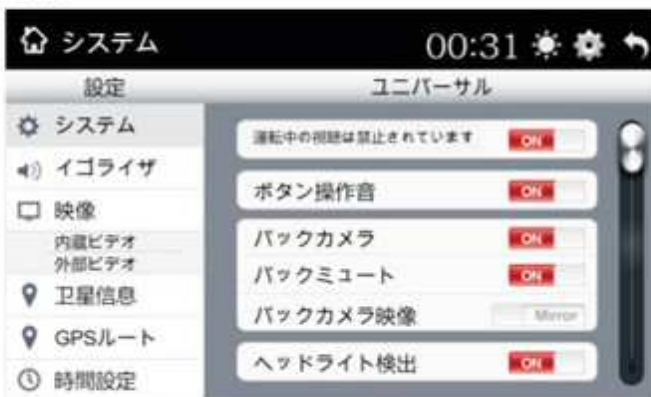 システム 00:31
設定 ユニバーサル
システム
イゴライザ
映像
内蔵ビデオ
外部ビデオ
卫星信息
GPSルート
時間設定
運転中の視聴は禁止されています ON
ボタン操作音 ON
バックカメラ ON
バックミュート ON
バックカメラ映像 Mirror
ヘッドライト検出 ON